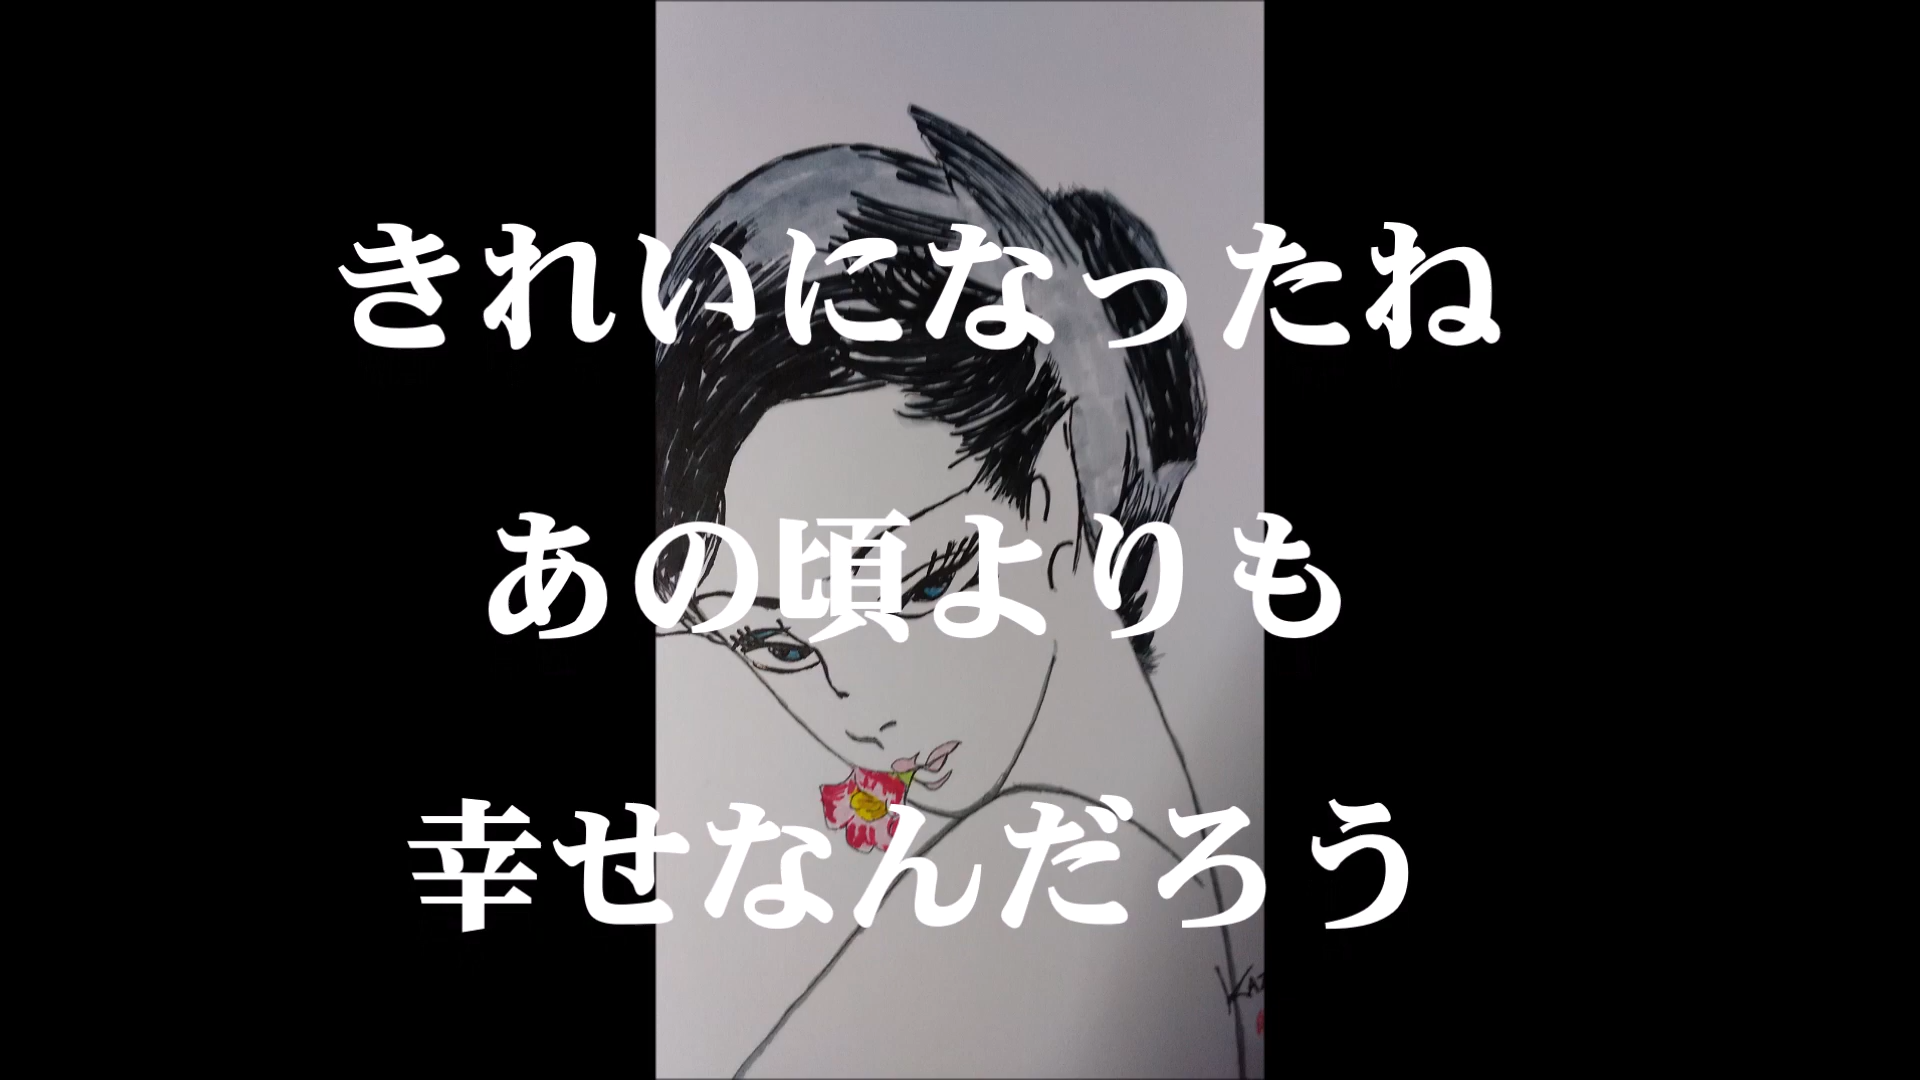 きれいになったね
あの頃よりも
幸せなんだろう